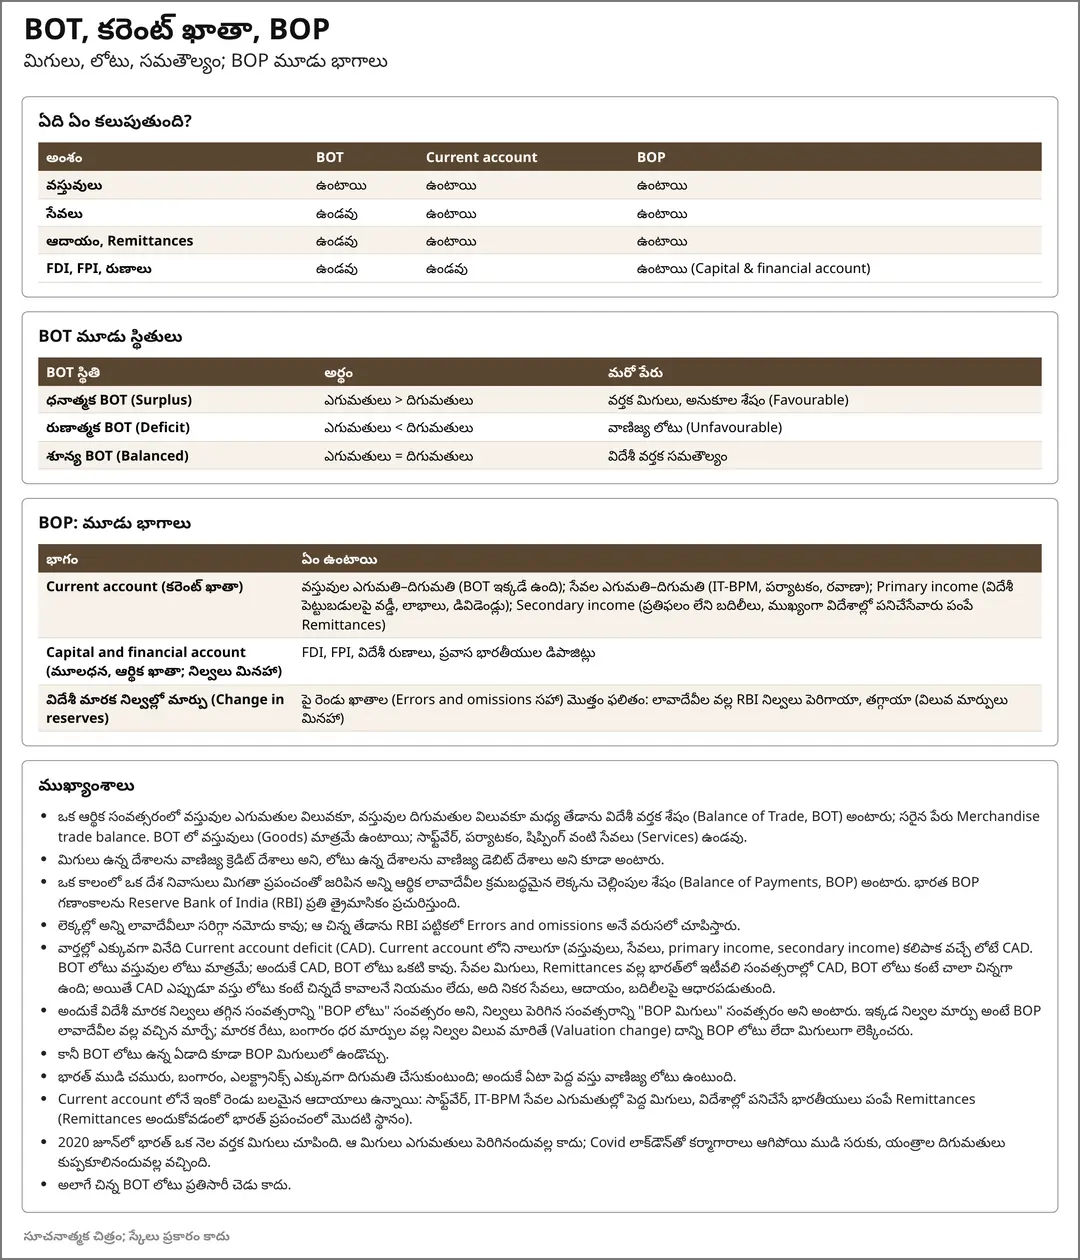 BOT, కరెంట్ ఖాతా, BOP
మిగులు, లోటు, సమతౌల్యం; BOP మూడు భాగాలు
ఏది ఏం కలుపుతుంది?
అంశం BOT Current account BOP
వస్తువులు ఉంటాయి ఉంటాయి ఉంటాయి
సేవలు ఉండవు ఉంటాయి ఉంటాయి
ఆదాయం, Remittances ఉండవు ఉంటాయి ఉంటాయి
FDI, FPI, రుణాలు ఉండవు ఉండవు ఉంటాయి (Capital & financial account)
BOT మూడు స్థితులు
BOT స్థితి అర్థం మరో పేరు
ధనాత్మక BOT (Surplus) ఎగుమతులు > దిగుమతులు వర్తక మిగులు, అనుకూల శేషం (Favourable)
రుణాత్మక BOT (Deficit) ఎగుమతులు < దిగుమతులు వాణిజ్య లోటు (Unfavourable)
శూన్య BOT (Balanced) ఎగుమతులు = దిగుమతులు విదేశీ వర్తక సమతౌల్యం
BOP: మూడు భాగాలు
భాగం ఏం ఉంటాయి
Current account (కరెంట్ ఖాతా) వస్తువుల ఎగుమతి–దిగుమతి (BOT ఇక్కడే ఉంది); సేవల ఎగుమతి–దిగుమతి (IT-BPM, పర్యాటకం, రవాణా); Primary income (విదేశీ
పెట్టుబడులపై వడ్డీ, లాభాలు, డివిడెండ్లు); Secondary income (ప్రతిఫలం లేని బదిలీలు, ముఖ్యంగా విదేశాల్లో పనిచేసేవారు పంపే
Remittances)
Capital and financial account FDI, FPI, విదేశీ రుణాలు, ప్రవాస భారతీయుల డిపాజిట్లు
(మూలధన, ఆర్థిక ఖాతా; నిల్వలు మినహా)
విదేశీ మారక నిల్వల్లో మార్పు (Change in పై రెండు ఖాతాల (Errors and omissions సహా) మొత్తం ఫలితం: లావాదేవీల వల్ల RBI నిల్వలు పెరిగాయా, తగ్గాయా (విలువ మార్పులు
reserves) మినహా)
ముఖ్యాంశాలు
• ఒక ఆర్థిక సంవత్సరంలో వస్తువుల ఎగుమతుల విలువకూ, వస్తువుల దిగుమతుల విలువకూ మధ్య తేడాను విదేశీ వర్తక శేషం (Balance of Trade, BOT) అంటారు; సరైన పేరు Merchandise
trade balance. BOT లో వస్తువులు (Goods) మాత్రమే ఉంటాయి; సాఫ్ట్‌వేర్, పర్యాటకం, షిప్పింగ్ వంటి సేవలు (Services) ఉండవు.
• మిగులు ఉన్న దేశాలను వాణిజ్య క్రెడిట్ దేశాలు అని, లోటు ఉన్న దేశాలను వాణిజ్య డెబిట్ దేశాలు అని కూడా అంటారు.
• ఒక కాలంలో ఒక దేశ నివాసులు మిగతా ప్రపంచంతో జరిపిన అన్ని ఆర్థిక లావాదేవీల క్రమబద్ధమైన లెక్కను చెల్లింపుల శేషం (Balance of Payments, BOP) అంటారు. భారత BOP
గణాంకాలను Reserve Bank of India (RBI) ప్రతి త్రైమాసికం ప్రచురిస్తుంది.
• లెక్కల్లో అన్ని లావాదేవీలూ సరిగ్గా నమోదు కావు; ఆ చిన్న తేడాను RBI పట్టికలో Errors and omissions అనే వరుసలో చూపిస్తారు.
• వార్తల్లో ఎక్కువగా వినేది Current account deficit (CAD). Current account లోని నాలుగూ (వస్తువులు, సేవలు, primary income, secondary income) కలిపాక వచ్చే లోటే CAD.
BOT లోటు వస్తువుల లోటు మాత్రమే; అందుకే CAD, BOT లోటు ఒకటి కావు. సేవల మిగులు, Remittances వల్ల భారత్‌లో ఇటీవలి సంవత్సరాల్లో CAD, BOT లోటు కంటే చాలా చిన్నగా
ఉంది; అయితే CAD ఎప్పుడూ వస్తు లోటు కంటే చిన్నదే కావాలనే నియమం లేదు, అది నికర సేవలు, ఆదాయం, బదిలీలపై ఆధారపడుతుంది.
• అందుకే విదేశీ మారక నిల్వలు తగ్గిన సంవత్సరాన్ని "BOP లోటు" సంవత్సరం అని, నిల్వలు పెరిగిన సంవత్సరాన్ని "BOP మిగులు" సంవత్సరం అని అంటారు. ఇక్కడ నిల్వల మార్పు అంటే BOP
లావాదేవీల వల్ల వచ్చిన మార్పే; మారక రేటు, బంగారం ధర మార్పుల వల్ల నిల్వల విలువ మారితే (Valuation change) దాన్ని BOP లోటు లేదా మిగులుగా లెక్కించరు.
• కానీ BOT లోటు ఉన్న ఏడాది కూడా BOP మిగులులో ఉండొచ్చు.
• భారత్ ముడి చమురు, బంగారం, ఎలక్ట్రానిక్స్ ఎక్కువగా దిగుమతి చేసుకుంటుంది; అందుకే ఏటా పెద్ద వస్తు వాణిజ్య లోటు ఉంటుంది.
• Current account లోనే ఇంకో రెండు బలమైన ఆదాయాలు ఉన్నాయి: సాఫ్ట్‌వేర్, IT-BPM సేవల ఎగుమతుల్లో పెద్ద మిగులు, విదేశాల్లో పనిచేసే భారతీయులు పంపే Remittances
(Remittances అందుకోవడంలో భారత్ ప్రపంచంలో మొదటి స్థానం).
• 2020 జూన్‌లో భారత్ ఒక నెల వర్తక మిగులు చూపింది. ఆ మిగులు ఎగుమతులు పెరిగినందువల్ల కాదు; Covid లాక్‌డౌన్‌తో కర్మాగారాలు ఆగిపోయి ముడి సరుకు, యంత్రాల దిగుమతులు
కుప్పకూలినందువల్ల వచ్చింది.
• అలాగే చిన్న BOT లోటు ప్రతిసారీ చెడు కాదు.
సూచనాత్మక చిత్రం; స్కేలు ప్రకారం కాదు